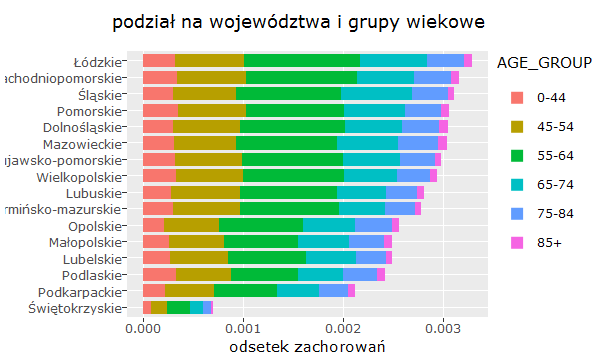 podział na województwa i grupy wiekowe
AGE_GROUP
0-44
45-54
55-64
65-74
75-84
85+
Łódzkie
achodniopomorskie
Śląskie
Pomorskie
Dolnośląskie
Mazowieckie
ujawsko-pomorskie
Wielkopolskie
Lubuskie
rmińsko-mazurskie
Opolskie
Małopolskie
Lubelskie
Podlaskie
Podkarpackie
Świętokrzyskie
0.000 0.001 0.002 0.003
odsetek zachorowań